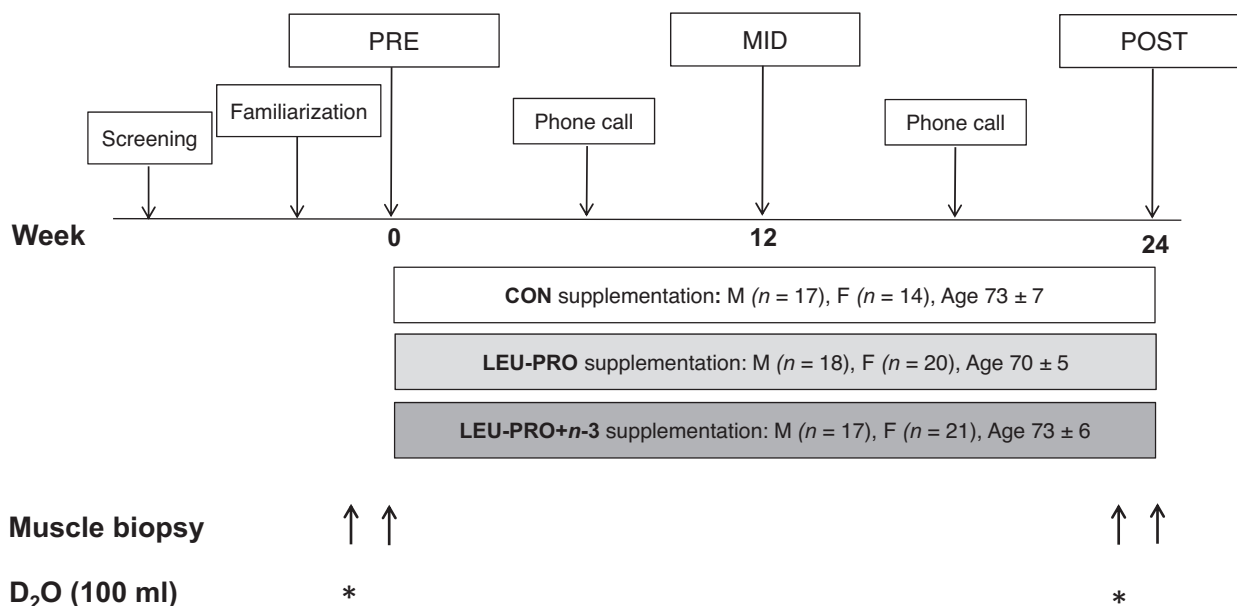 PRE
MID
POST
Screening
Familiarization
Phone call
Phone call
Week
0
12
24
CON supplementation: M (n = 17), F (n = 14), Age 73 ± 7
LEU-PRO supplementation: M (n = 18), F (n = 20), Age 70 ± 5
LEU-PRO+n-3 supplementation: M (n = 17), F (n = 21), Age 73 ± 6
Muscle biopsy
D₂O (100 ml) * *